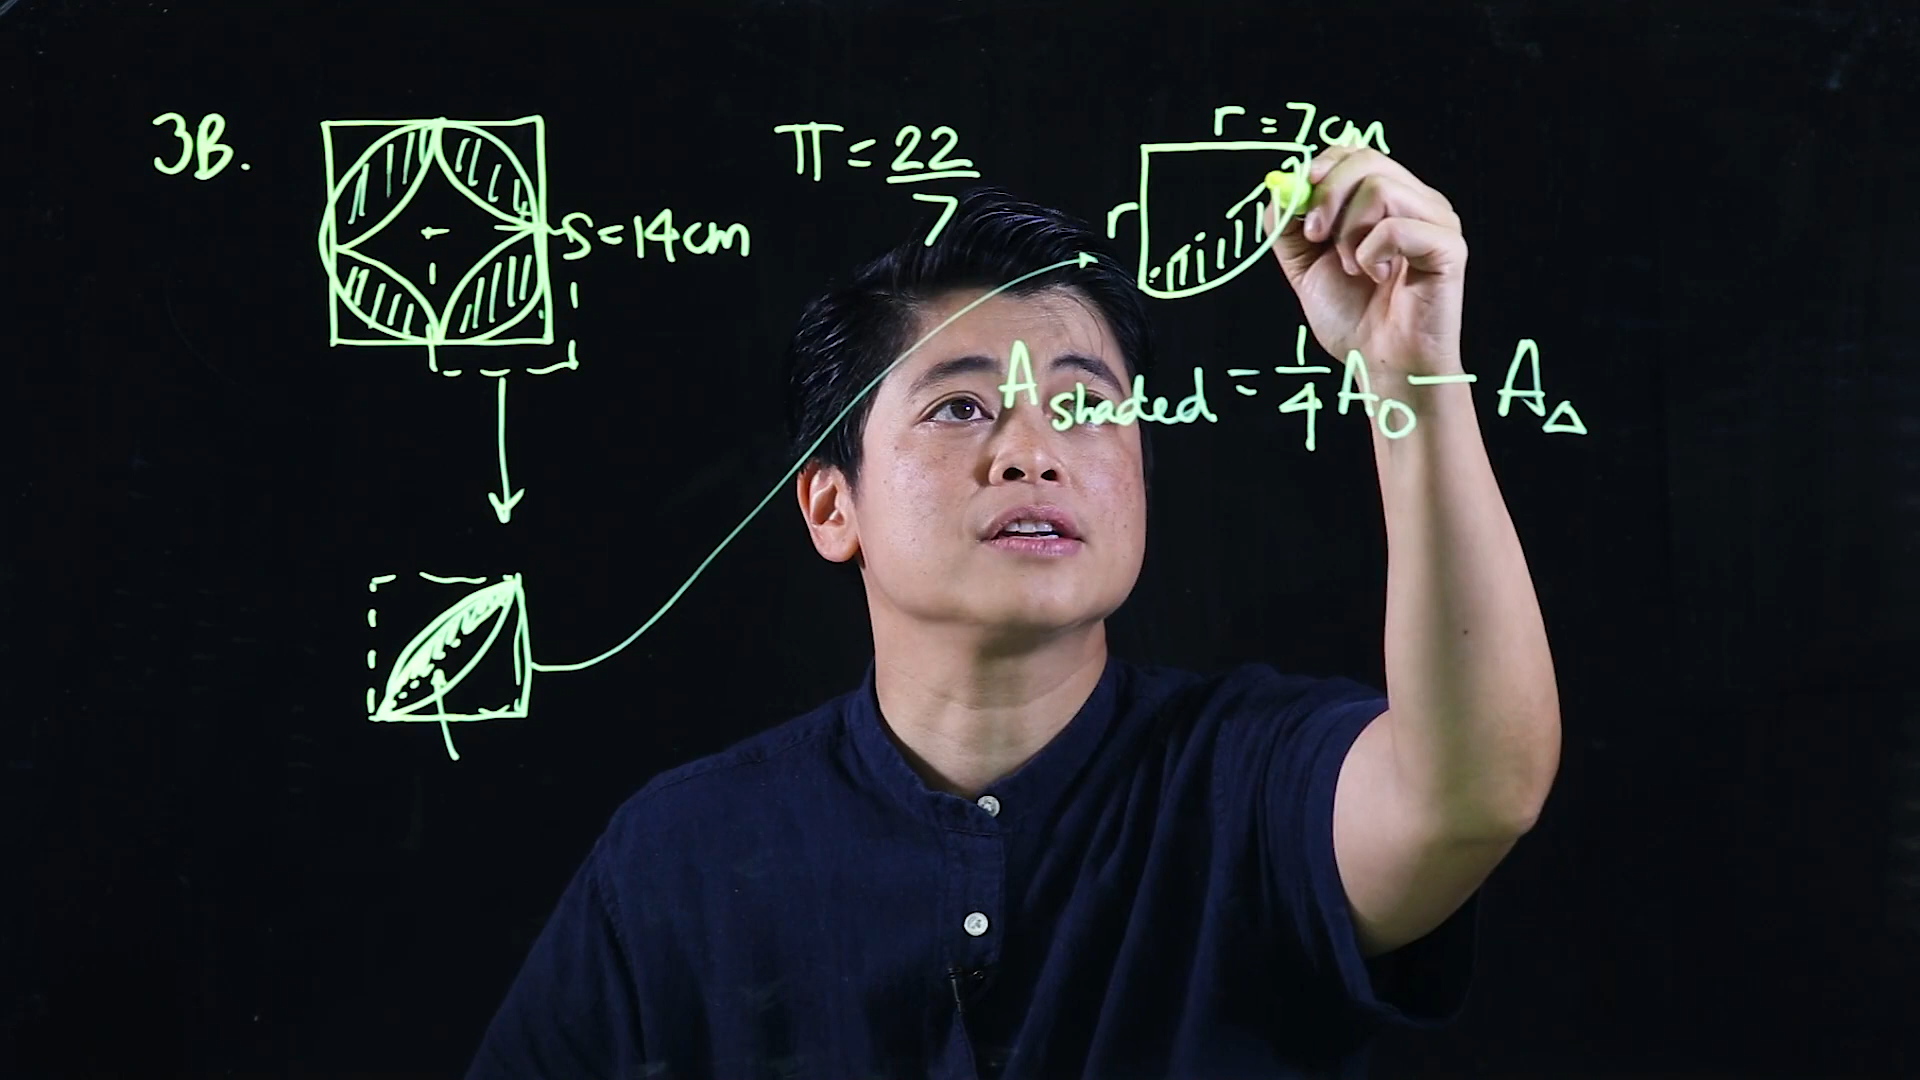 3B.
s=14cm
π = 22/7
r = 7cm
r
A shaded = 1/4 A○ − A△